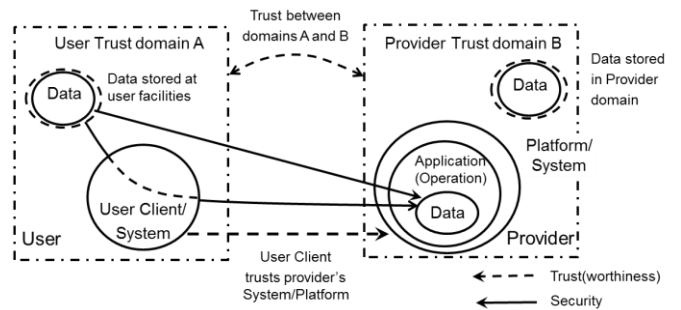 Trust between
domains A and B
User Trust domain A
Provider Trust domain B
Data
Data stored at
user facilities
Data
Data stored
in Provider
domain
Platform/
System
Application
(Operation)
Data
User Client/
System
User
Provider
User Client
trusts provider's
System/Platform
Trust(worthiness)
Security